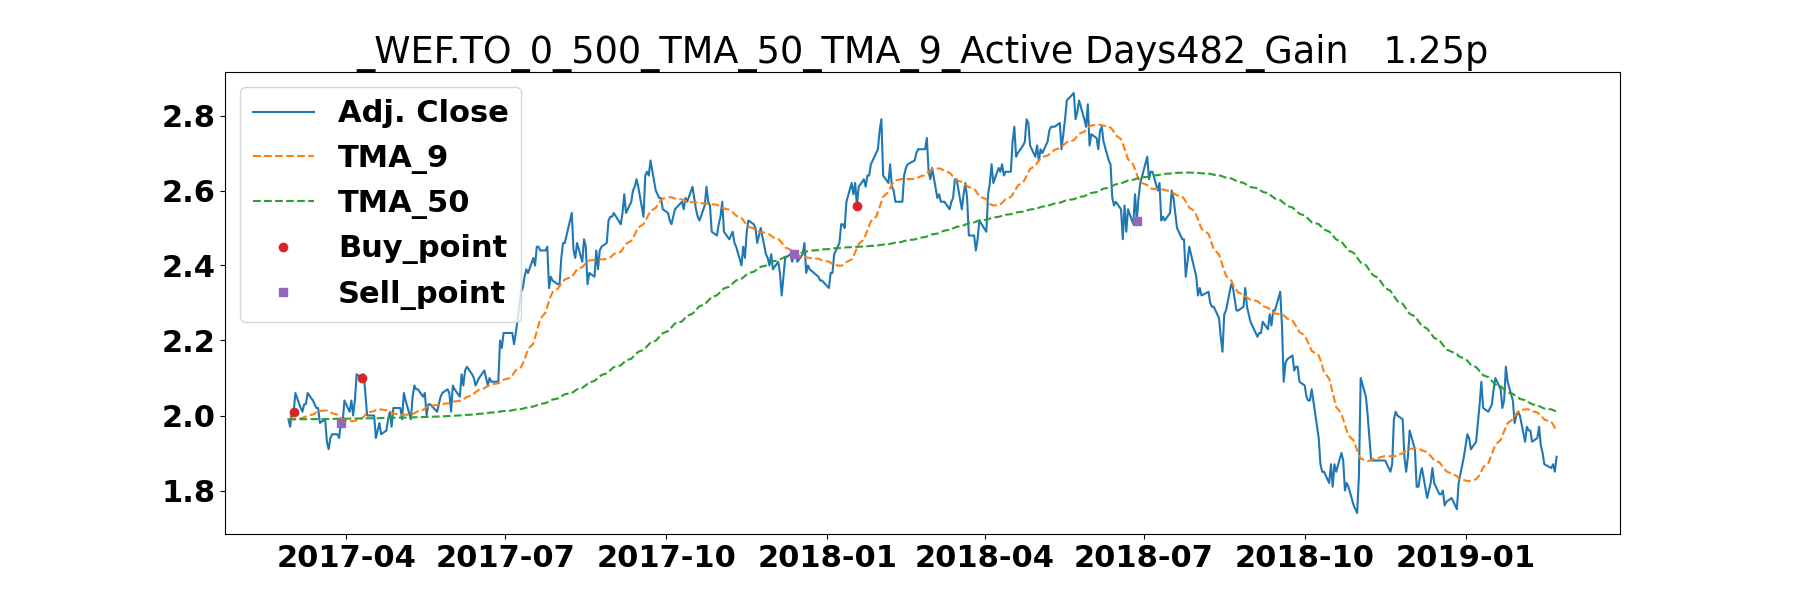 _WEF.TO_0_500_TMA_50_TMA_9_Active Days482_Gain   1.25p
Adj. Close
TMA_9
TMA_50
Buy_point
Sell_point
2.8
2.6
2.4
2.2
2.0
1.8
2017-04 2017-07 2017-10 2018-01 2018-04 2018-07 2018-10 2019-01